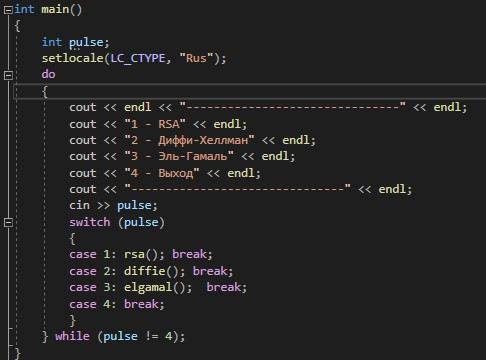 int main()
{
    int pulse;
    setlocale(LC_CTYPE, "Rus");
    do
    {
        cout << endl << "------------------------------" << endl;
        cout << "1 - RSA" << endl;
        cout << "2 - Диффи-Хеллман" << endl;
        cout << "3 - Эль-Гамаль" << endl;
        cout << "4 - Выход" << endl;
        cout << "------------------------------" << endl;
        cin >> pulse;
        switch (pulse)
        {
        case 1: rsa(); break;
        case 2: diffie(); break;
        case 3: elgamal();  break;
        case 4: break;
        }
    } while (pulse != 4);
}